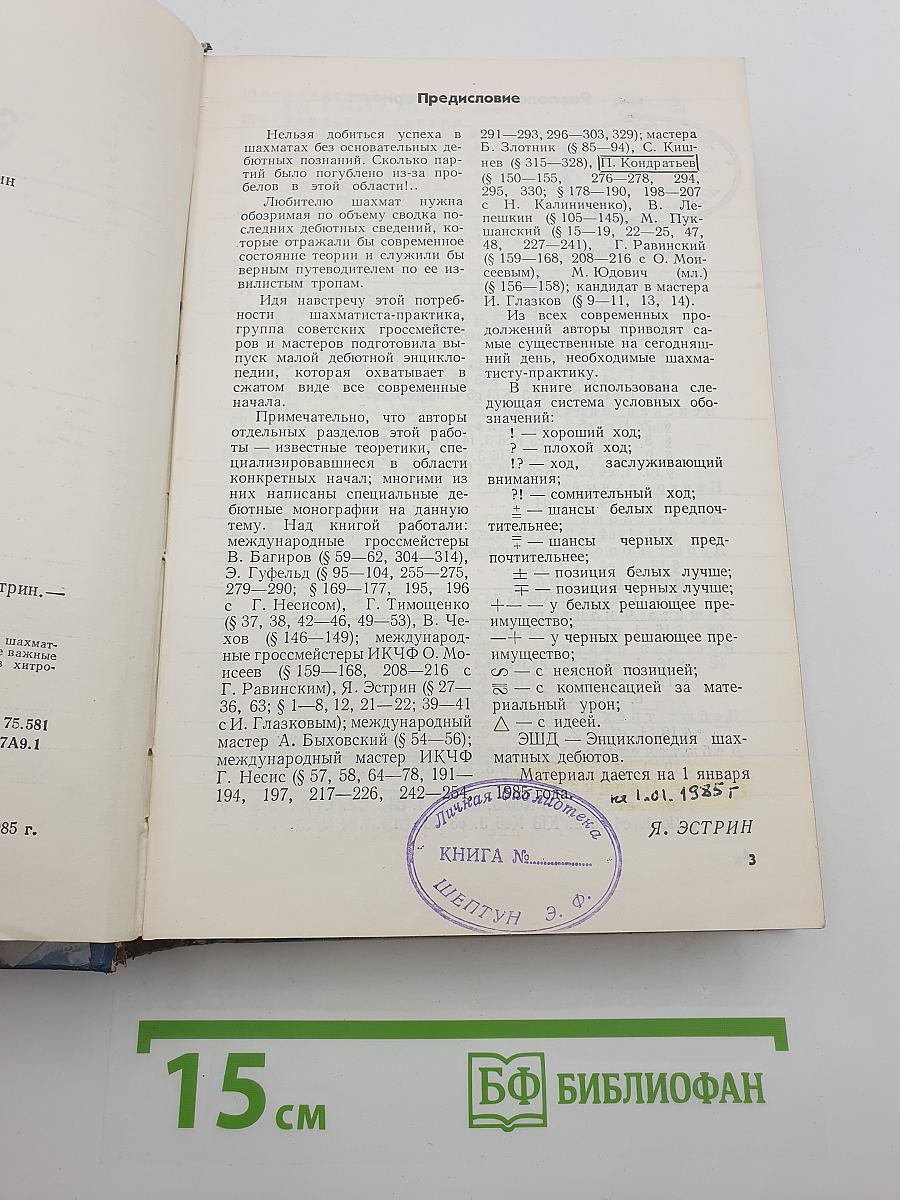 ин
трин.—
шахмат-
е важные
в хитро-
75.581
7А9.1
85 г.
Предисловие
Нельзя добиться успеха в
шахматах без основательных де-
бютных познаний. Сколько пар-
тий было погублено из-за про-
белов в этой области!..
Любителю шахмат нужна
обозримая по объему сводка по-
следних дебютных сведений, ко-
торые отражали бы современное
состояние теории и служили бы
верным путеводителем по ее из-
вилистым тропам.
Идя навстречу этой потреб-
ности шахматиста-практика,
группа советских гроссмейсте-
ров и мастеров подготовила вы-
пуск малой дебютной энцикло-
педии, которая охватывает в
сжатом виде все современные
начала.
Примечательно, что авторы
отдельных разделов этой рабо-
ты — известные теоретики, спе-
циализировавшиеся в области
конкретных начал; многими из
них написаны специальные де-
бютные монографии на данную
тему. Над книгой работали:
международные гроссмейстеры
В. Багиров (§ 59—62, 304—314),
Э. Гуфельд (§ 95—104, 255—275,
279—290; § 169—177, 195, 196
с Г. Несисом), Г. Тимощенко
(§ 37, 38, 42—46, 49—53), В. Че-
хов (§ 146—149); международ-
ные гроссмейстеры ИКЧФ О. Мо-
исеев (§ 159—168, 208—216 с
Г. Равинским), Я. Эстрин (§ 27—
36, 63; § 1—8, 12, 21—22; 39—41
с И. Глазковым); международный
мастер А. Быховский (§ 54—56);
международный мастер ИКЧФ
Г. Несис (§ 57, 58, 64—78, 191—
194, 197, 217—226, 242—254,
291—293, 296—303, 329); мастера
Б. Злотник (§ 85—94), С. Киш-
нев (§ 315—328), П. Кондратьев
(§ 150—155, 276—278, 294,
295, 330; § 178—190, 198—207
с Н. Калиниченко), В. Ле-
пешкин (§ 105—145), М. Пук-
шанский (§ 15—19, 22—25, 47,
48, 227—241), Г. Равинский
(§ 159—168, 208—216 с О. Мои-
сеевым), М. Юдович (мл.)
(§ 156—158); кандидат в мастера
И. Глазков (§ 9—11, 13, 14).
Из всех современных про-
должений авторы приводят са-
мые существенные на сегодняш-
ний день, необходимые шахма-
тисту-практику.
В книге использована сле-
дующая система условных обо-
значений:
! — хороший ход;
? — плохой ход;
!? — ход, заслуживающий
внимания;
?! — сомнительный ход;
⩲ — шансы белых предпоч-
тительнее;
⩱ — шансы черных пред-
почтительнее;
± — позиция белых лучше;
∓ — позиция черных лучше;
+— — у белых решающее пре-
имущество;
—+ — у черных решающее пре-
имущество;
— с неясной позицией;
— с компенсацией за мате-
риальный урон;
△ — с идеей.
ЭШД — Энциклопедия шах-
матных дебютов.
Материал дается на 1 января
1985 года.
на 1.01.1985 г
Я. ЭСТРИН
3
Личная библиотека
КНИГА №............
ШЕПТУН Э. Ф.
15 см
БФ БИБЛИОФАН